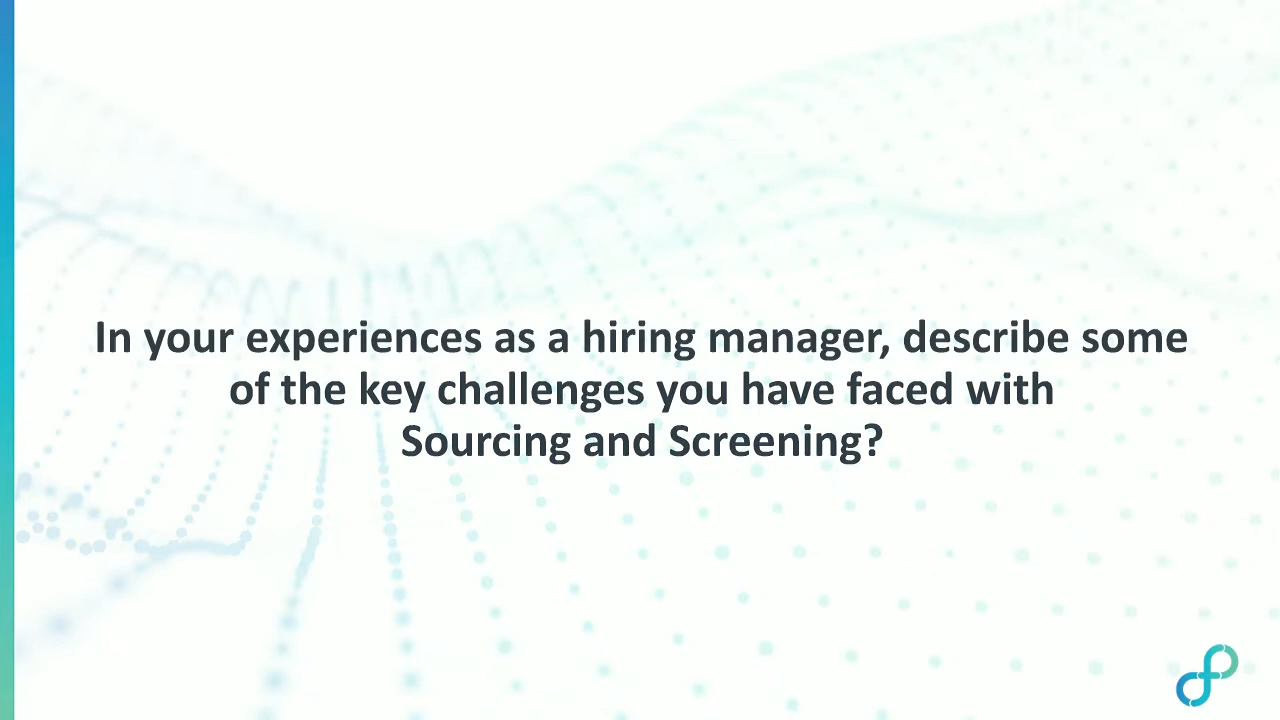 In your experiences as a hiring manager, describe some
of the key challenges you have faced with
Sourcing and Screening?